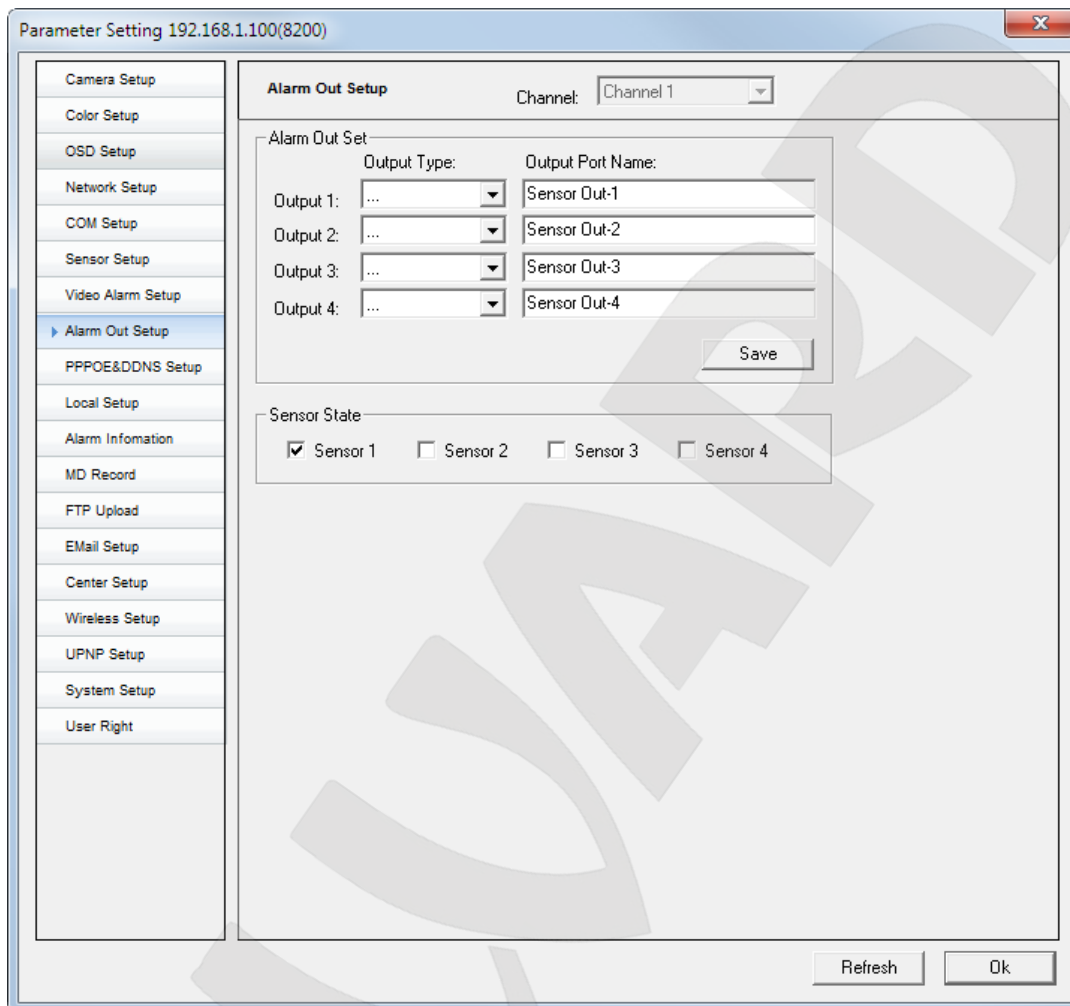 Parameter Setting 192.168.1.100(8200)
Camera Setup
Color Setup
OSD Setup
Network Setup
COM Setup
Sensor Setup
Video Alarm Setup
Alarm Out Setup
PPPOE&DDNS Setup
Local Setup
Alarm Infomation
MD Record
FTP Upload
EMail Setup
Center Setup
Wireless Setup
UPNP Setup
System Setup
User Right
Alarm Out Setup Channel: Channel 1
Alarm Out Set
Output Type: Output Port Name:
Output 1: ... Sensor Out-1
Output 2: ... Sensor Out-2
Output 3: ... Sensor Out-3
Output 4: ... Sensor Out-4
Save
Sensor State
Sensor 1 Sensor 2 Sensor 3 Sensor 4
Refresh Ok